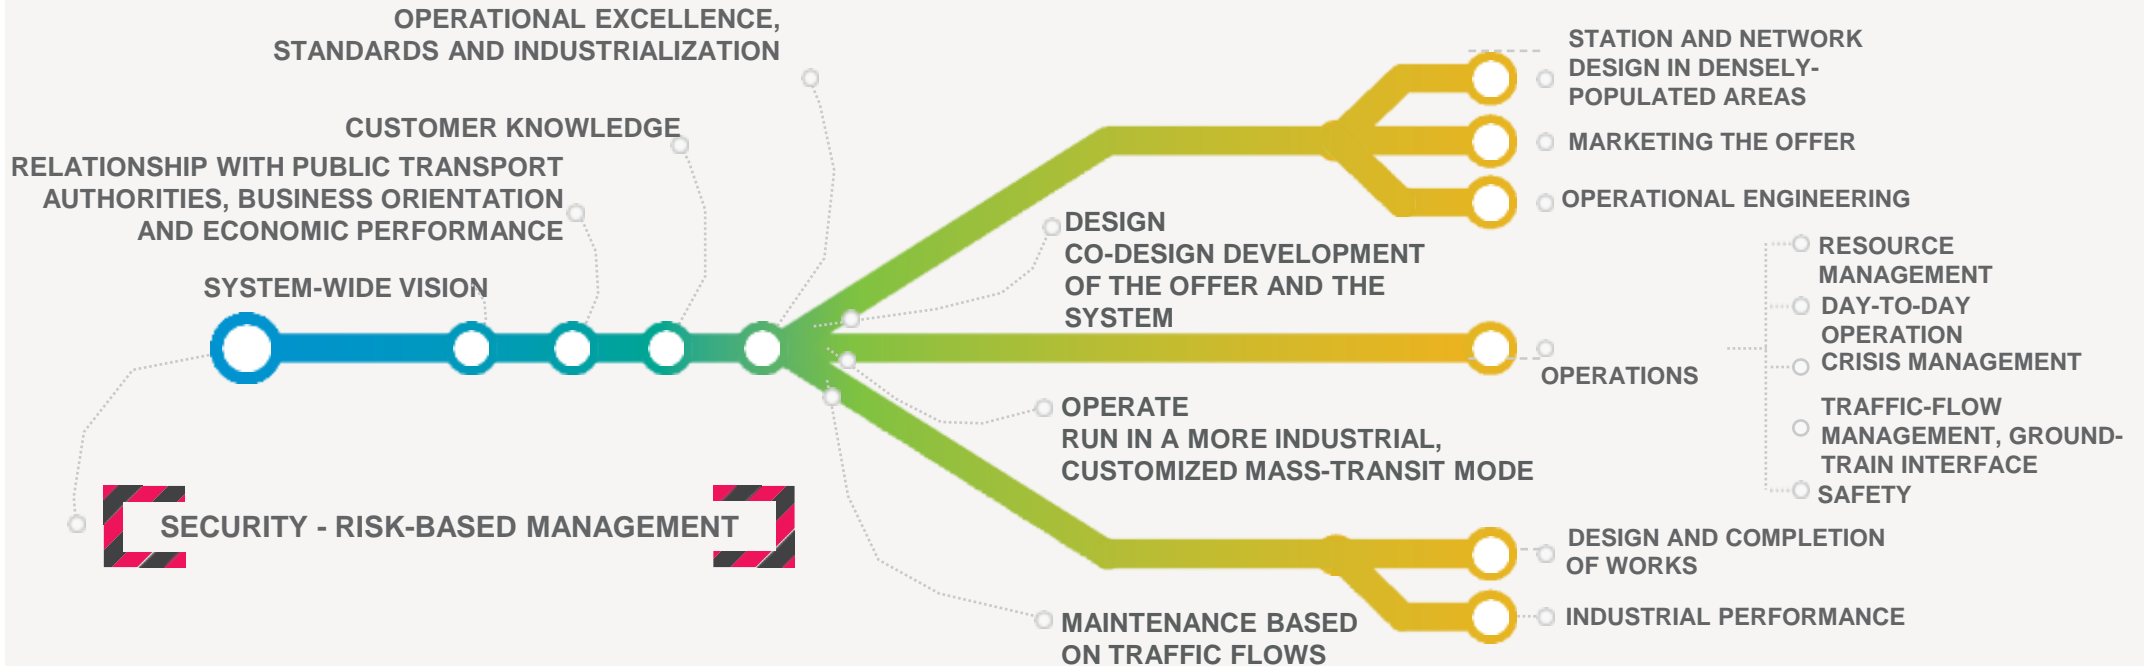 OPERATIONAL EXCELLENCE,
STANDARDS AND INDUSTRIALIZATION
CUSTOMER KNOWLEDGE
RELATIONSHIP WITH PUBLIC TRANSPORT
AUTHORITIES, BUSINESS ORIENTATION
AND ECONOMIC PERFORMANCE
SYSTEM-WIDE VISION
SECURITY - RISK-BASED MANAGEMENT
DESIGN
CO-DESIGN DEVELOPMENT
OF THE OFFER AND THE
SYSTEM
OPERATE
RUN IN A MORE INDUSTRIAL,
CUSTOMIZED MASS-TRANSIT MODE
MAINTENANCE BASED
ON TRAFFIC FLOWS
STATION AND NETWORK
DESIGN IN DENSELY-
POPULATED AREAS
MARKETING THE OFFER
OPERATIONAL ENGINEERING
OPERATIONS
RESOURCE
MANAGEMENT
DAY-TO-DAY
OPERATION
CRISIS MANAGEMENT
TRAFFIC-FLOW
MANAGEMENT, GROUND-
TRAIN INTERFACE
SAFETY
DESIGN AND COMPLETION
OF WORKS
INDUSTRIAL PERFORMANCE